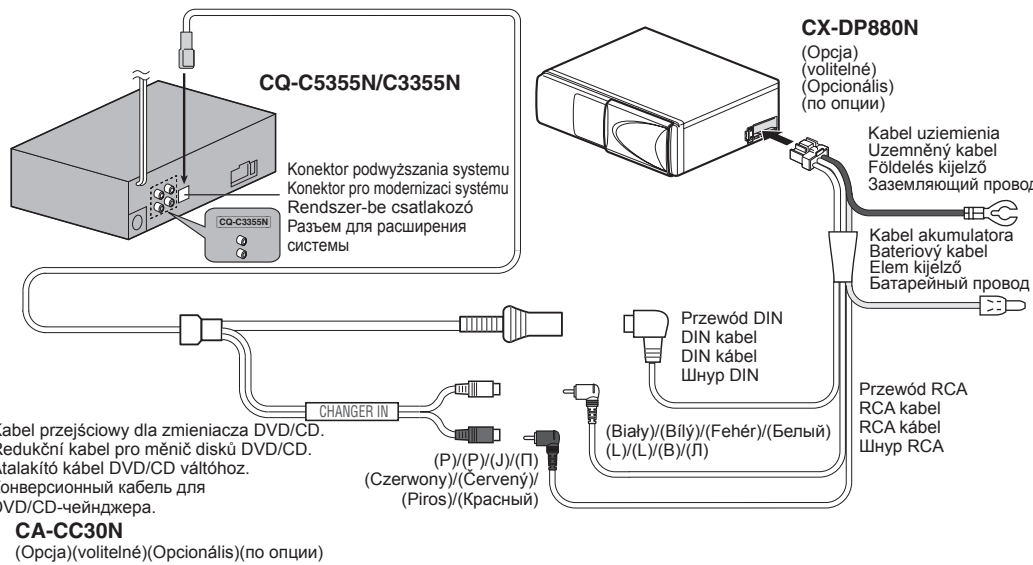 CX-DP880N
(Opcja)
(volitelné)
(Opcionális)
(по опции)
CQ-C5355N/C3355N
Kabel uziemienia
Uzemněný kabel
Földelés kijelző
Заземляющий провод
Konektor podwyższania systemu
Konektor pro modernizaci systému
Rendszer-be csatlakozó
Разъем для расширения
системы
CQ-C3355N
Kabel akumulatora
Bateriový kabel
Elem kijelző
Батарейный провод
Przewód DIN
DIN kabel
DIN kábel
Шнур DIN
Przewód RCA
RCA kabel
RCA kábel
Шнур RCA
CHANGER IN
(Biały)/(Bílý)/(Fehér)/(Белый)
(L)/(L)/(B)/(Л)
(P)/(P)/(J)/(П)
(Czerwony)/(Červený)/
(Piros)/(Красный)
Kabel przejściowy dla zmieniacza DVD/CD.
Redukční kabel pro měnič disků DVD/CD.
Átalakító kábel DVD/CD váltóhoz.
Конверсионный кабель для
DVD/CD-чейнджера.
CA-CC30N
(Opcja)(volitelné)(Opcionális)(по опции)